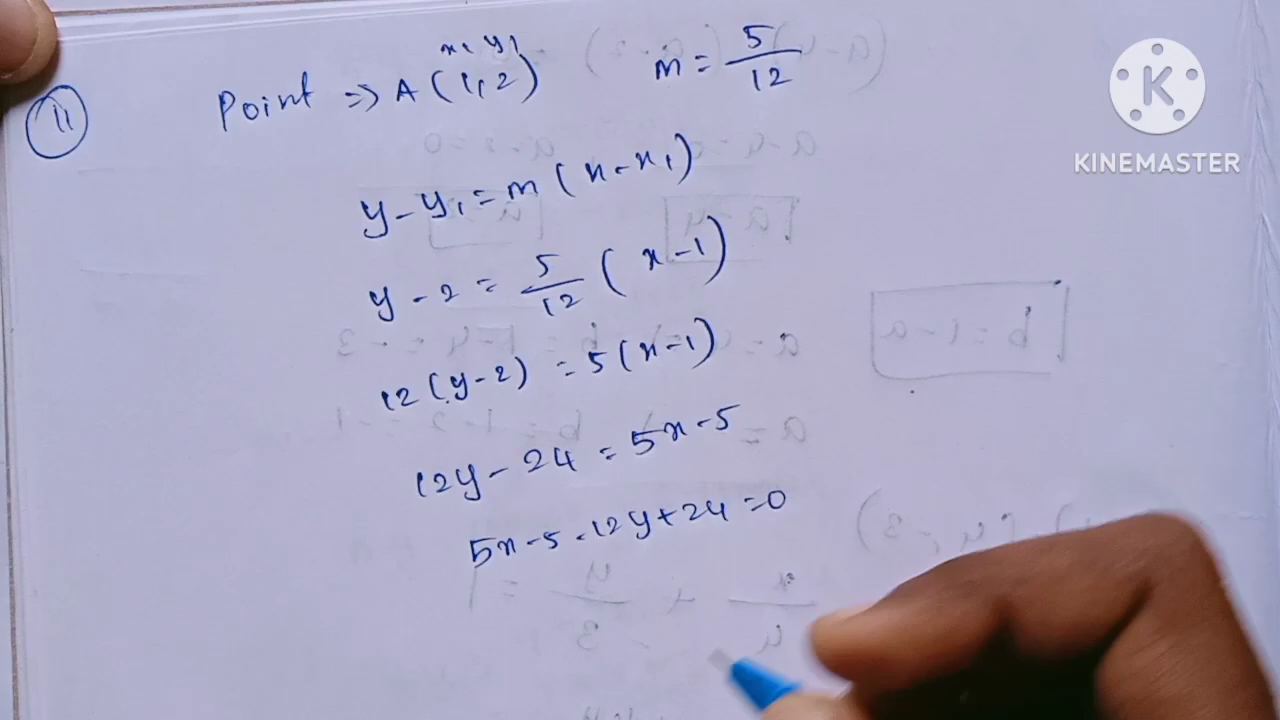 11 Point => A (1, 2) m = 5/12
x1 y1
y - y1 = m (x - x1)
y - 2 = 5/12 (x - 1)
12 (y - 2) = 5 (x - 1)
12y - 24 = 5x - 5
5x - 5 - 12y + 24 = 0
K
KINEMASTER